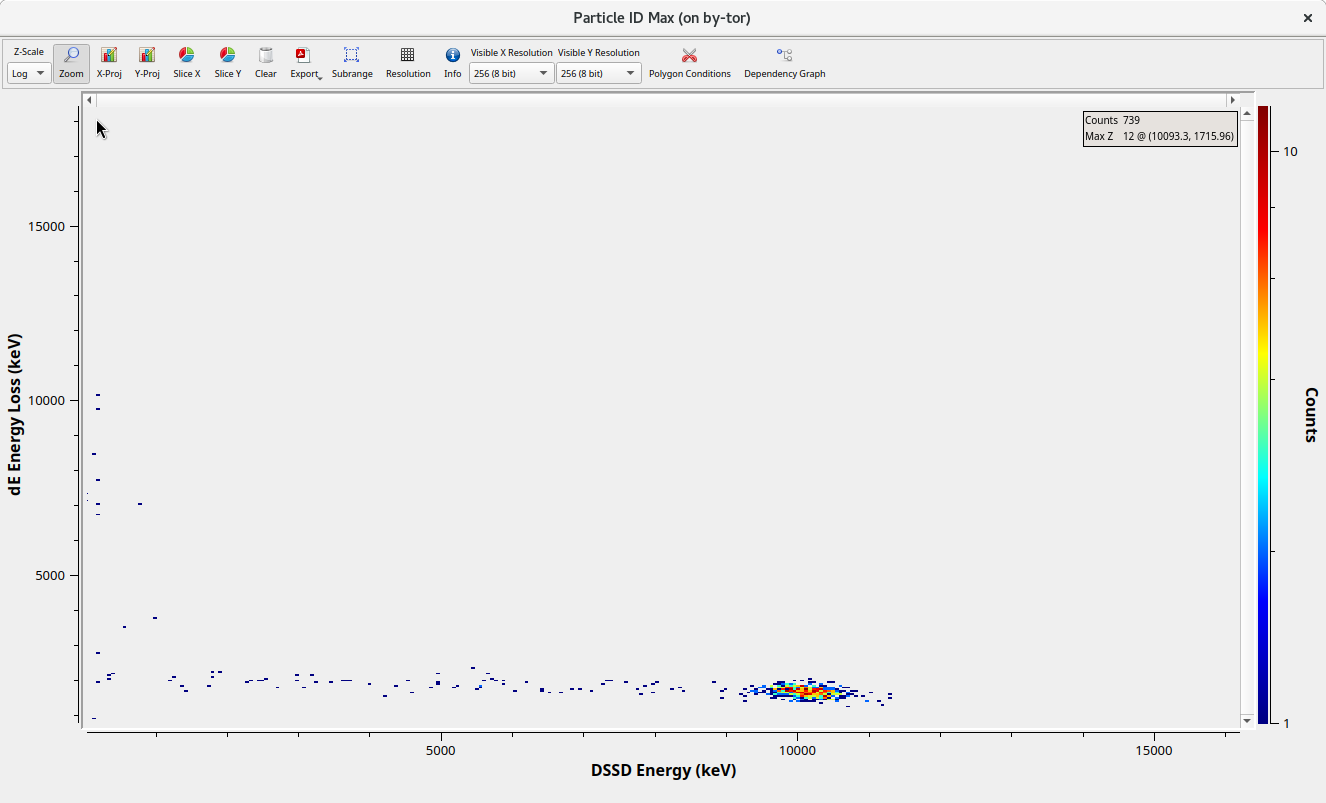 Particle ID Max (on by-tor)
Z-Scale
Log
Zoom
X-Proj
Y-Proj
Slice X
Slice Y
Clear
Export
Subrange
Resolution
Info
Visible X Resolution
256 (8 bit)
Visible Y Resolution
256 (8 bit)
Polygon Conditions
Dependency Graph
Counts 739
Max Z 12 @ (10093.3, 1715.96)
dE Energy Loss (keV)
15000
10000
5000
5000
10000
15000
DSSD Energy (keV)
10
1
Counts